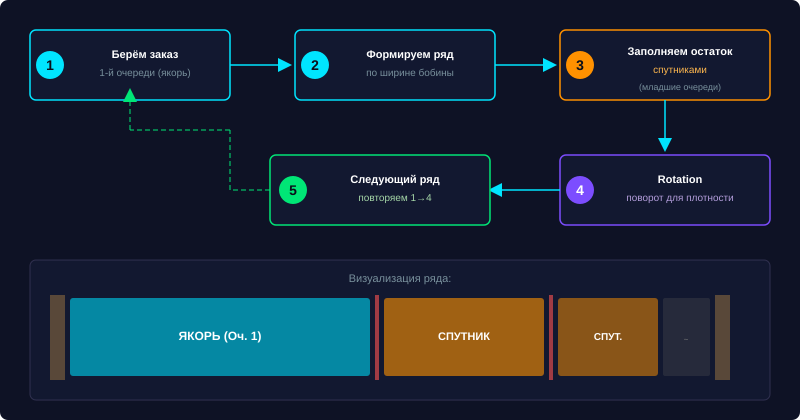 1
Берём заказ
1-й очереди (якорь)
2
Формируем ряд
по ширине бобины
3
Заполняем остаток
спутниками
(младшие очереди)
5
Следующий ряд
повторяем 1→4
4
Rotation
поворот для плотности
Визуализация ряда:
ЯКОРЬ (Оч. 1)
СПУТНИК
СПУТ.